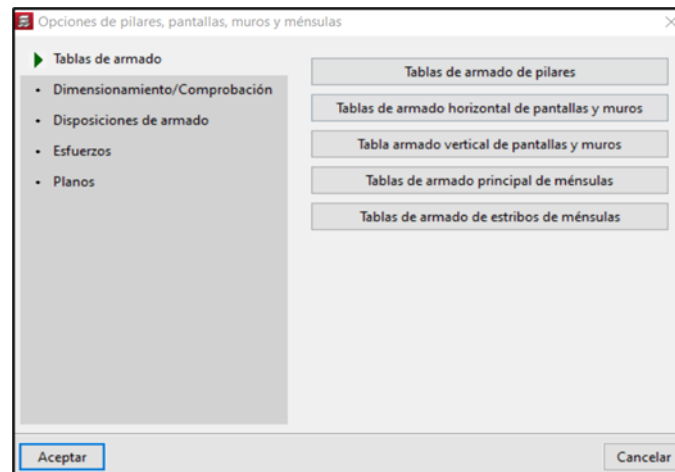 Opciones de pilares, pantallas, muros y ménsulas
Tablas de armado
Dimensionamiento/Comprobación
Disposiciones de armado
Esfuerzos
Planos
Tablas de armado de pilares
Tablas de armado horizontal de pantallas y muros
Tabla armado vertical de pantallas y muros
Tablas de armado principal de ménsulas
Tablas de armado de estribos de ménsulas
Aceptar
Cancelar